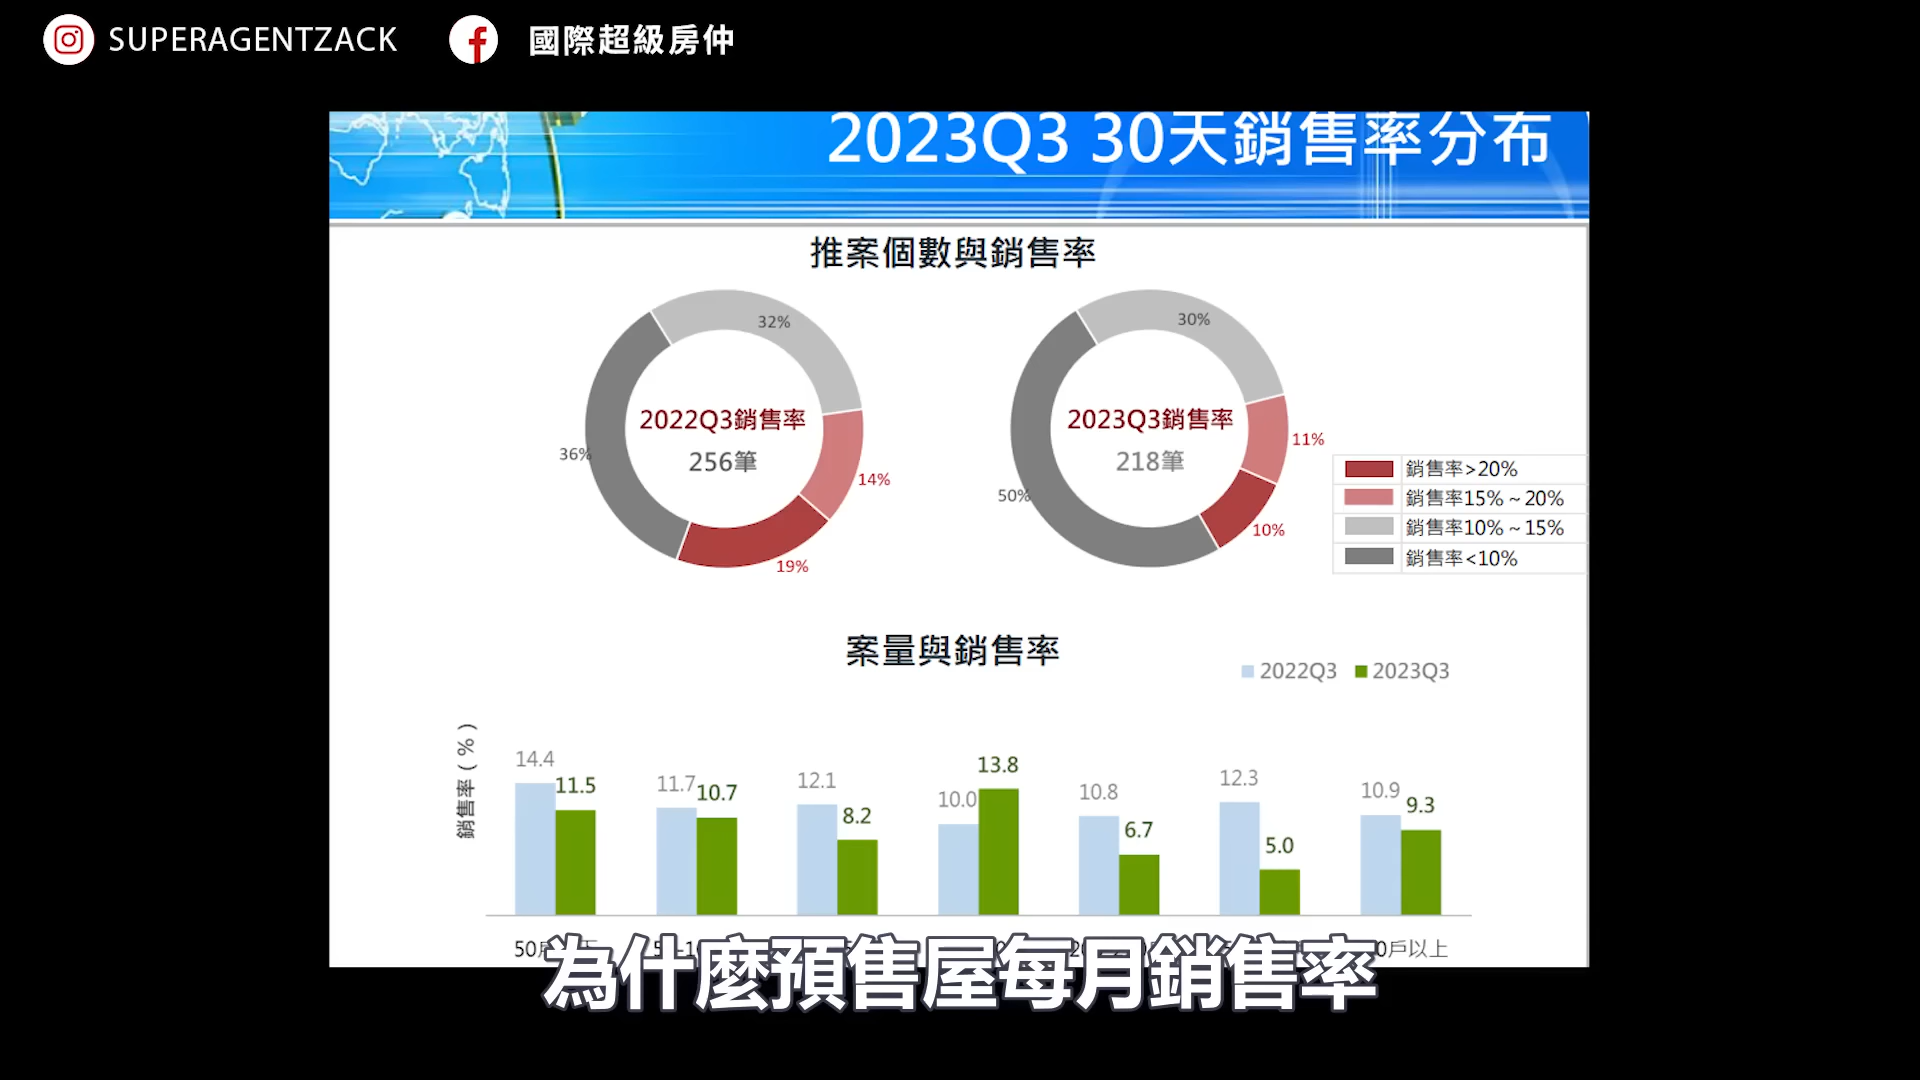 SUPERAGENTZACK
國際超級房仲
2023Q3 30天銷售率分布
推案個數與銷售率
32%
36%
2022Q3銷售率
256筆
14%
19%
30%
50%
2023Q3銷售率
218筆
11%
10%
銷售率>20%
銷售率15%~20%
銷售率10%~15%
銷售率<10%
案量與銷售率
2022Q3 2023Q3
銷售率(%)
14.4 11.5
11.7 10.7
12.1 8.2
10.0 13.8
10.8 6.7
12.3 5.0
10.9 9.3
戶以上
為什麼預售屋每月銷售率